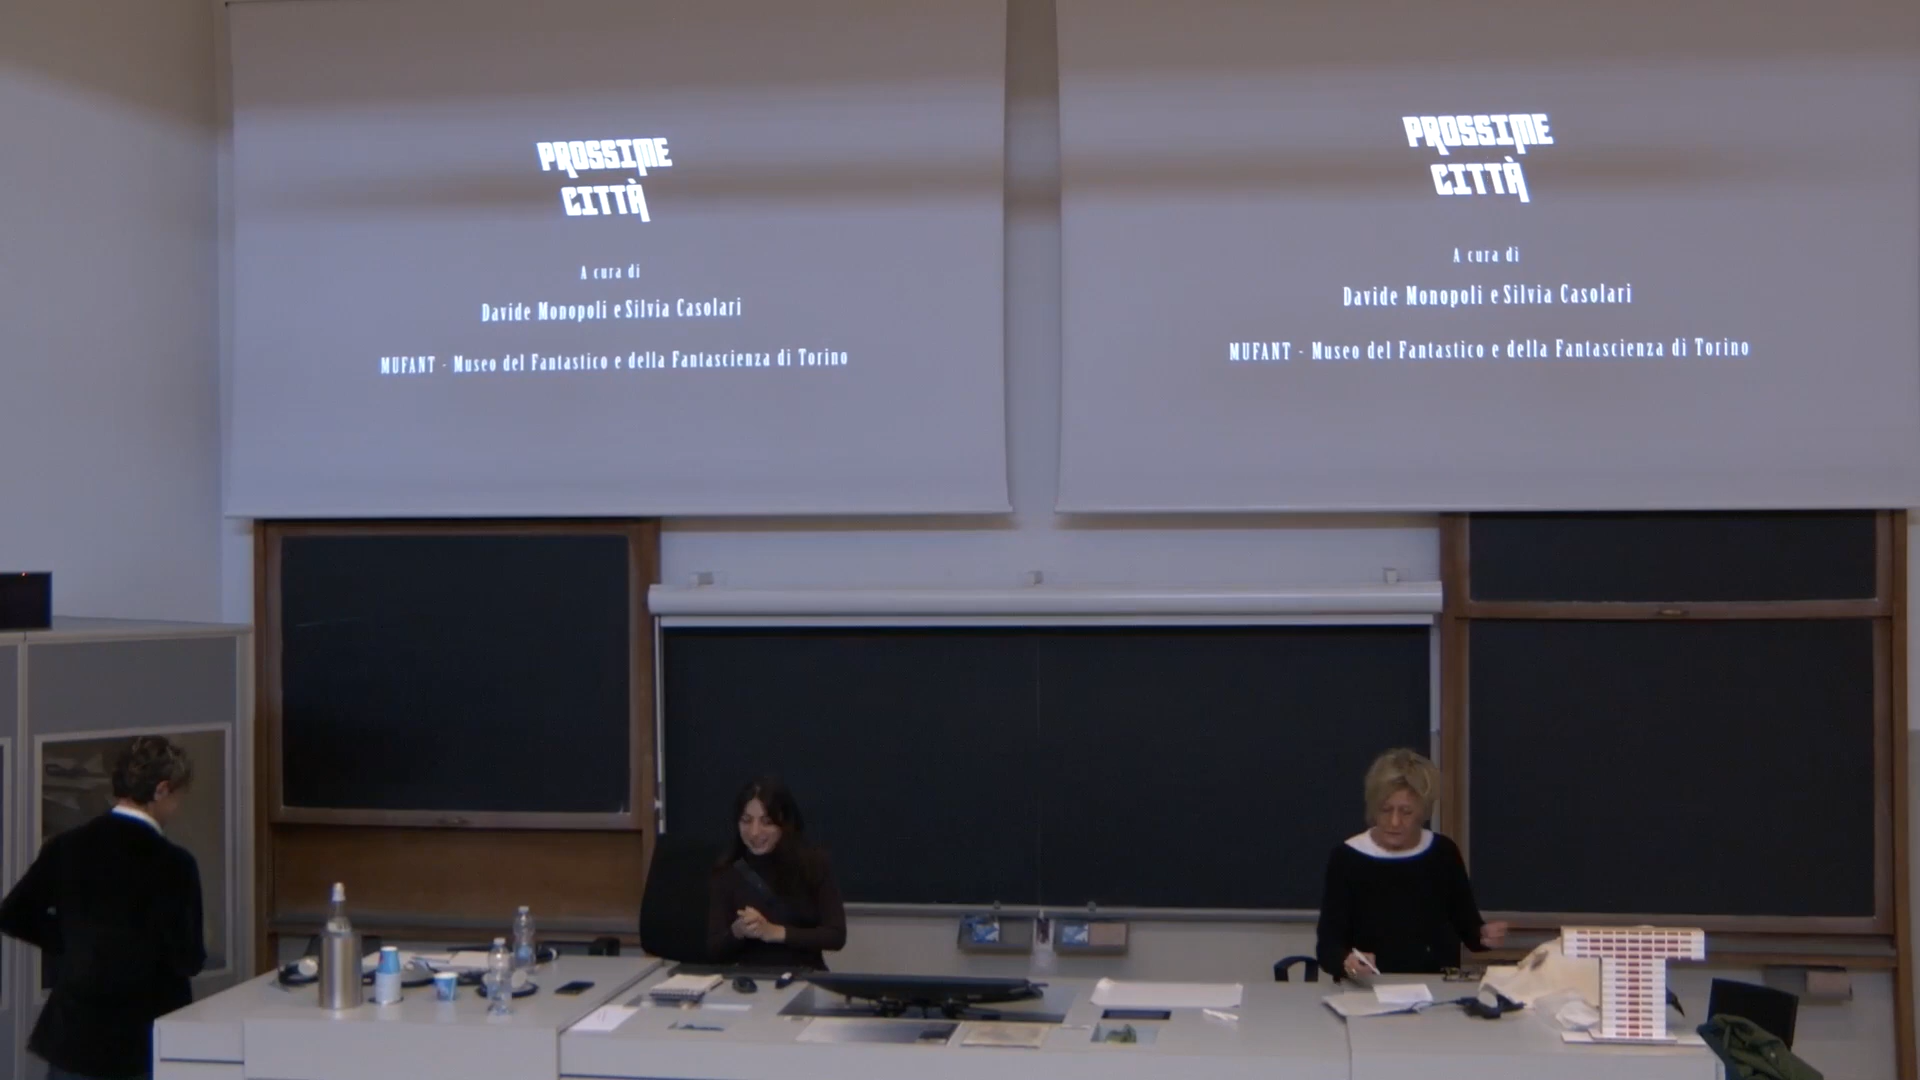 PROSSIME
CITTÀ
A cura di
Davide Monopoli e Silvia Casolari
MUFANT - Museo del Fantastico e della Fantascienza di Torino
PROSSIME
CITTÀ
A cura di
Davide Monopoli e Silvia Casolari
MUFANT - Museo del Fantastico e della Fantascienza di Torino